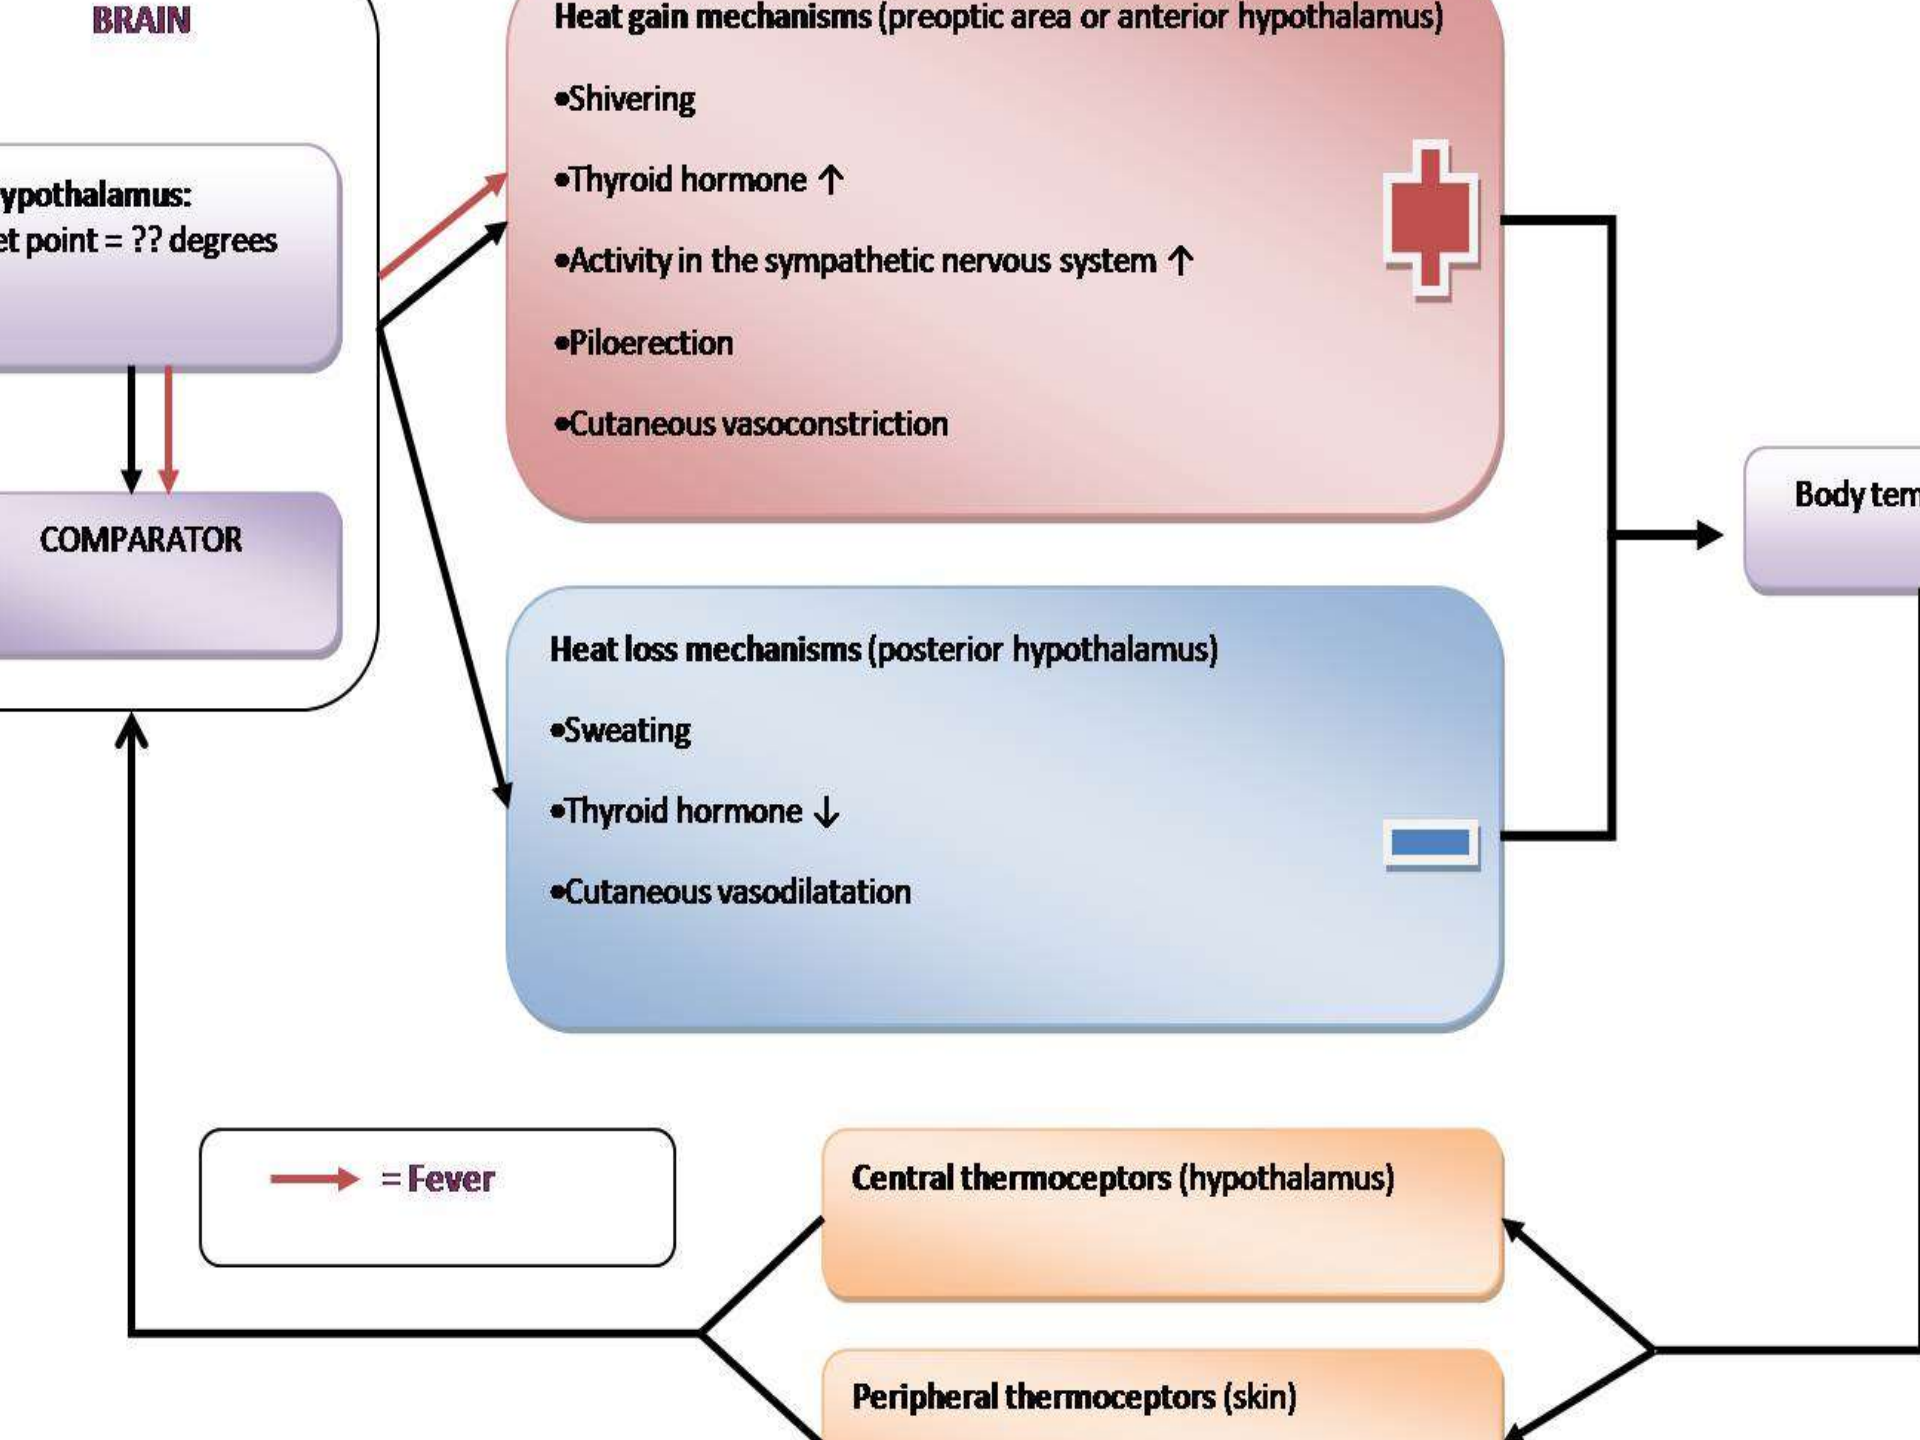 BRAIN
ypothalamus:
et point = ?? degrees
COMPARATOR
Heat gain mechanisms (preoptic area or anterior hypothalamus)
•Shivering
•Thyroid hormone ↑
•Activity in the sympathetic nervous system ↑
•Piloerection
•Cutaneous vasoconstriction
Heat loss mechanisms (posterior hypothalamus)
•Sweating
•Thyroid hormone ↓
•Cutaneous vasodilatation
Body tem
= Fever
Central thermoceptors (hypothalamus)
Peripheral thermoceptors (skin)